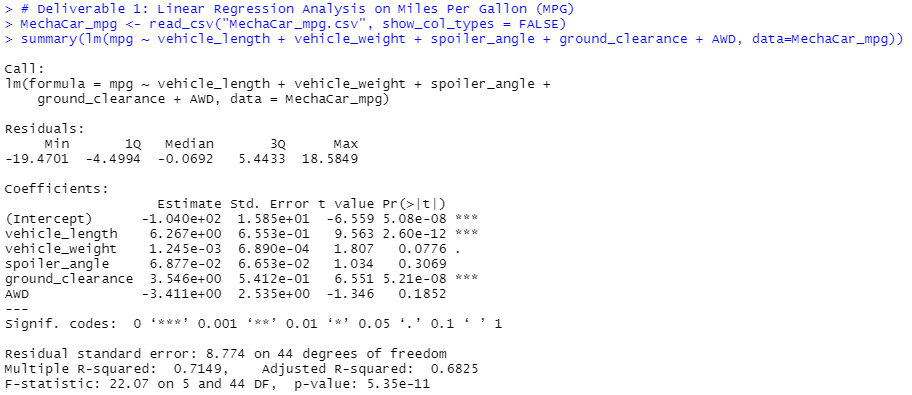 > # Deliverable 1: Linear Regression Analysis on Miles Per Gallon (MPG)
> MechaCar_mpg <- read_csv("MechaCar_mpg.csv", show_col_types = FALSE)
> summary(lm(mpg ~ vehicle_length + vehicle_weight + spoiler_angle + ground_clearance + AWD, data=MechaCar_mpg))
Call:
lm(formula = mpg ~ vehicle_length + vehicle_weight + spoiler_angle +
    ground_clearance + AWD, data = MechaCar_mpg)
Residuals:
     Min       1Q   Median       3Q      Max
-19.4701  -4.4994  -0.0692   5.4433  18.5849
Coefficients:
                   Estimate Std. Error t value Pr(>|t|)
(Intercept)      -1.040e+02  1.585e+01  -6.559 5.08e-08 ***
vehicle_length    6.267e+00  6.553e-01   9.563 2.60e-12 ***
vehicle_weight    1.245e-03  6.890e-04   1.807   0.0776 .
spoiler_angle     6.877e-02  6.653e-02   1.034   0.3069
ground_clearance  3.546e+00  5.412e-01   6.551 5.21e-08 ***
AWD              -3.411e+00  2.535e+00  -1.346   0.1852
---
Signif. codes:  0 ‘***’ 0.001 ‘**’ 0.01 ‘*’ 0.05 ‘.’ 0.1 ‘ ’ 1
Residual standard error: 8.774 on 44 degrees of freedom
Multiple R-squared:  0.7149,    Adjusted R-squared:  0.6825
F-statistic: 22.07 on 5 and 44 DF,  p-value: 5.35e-11